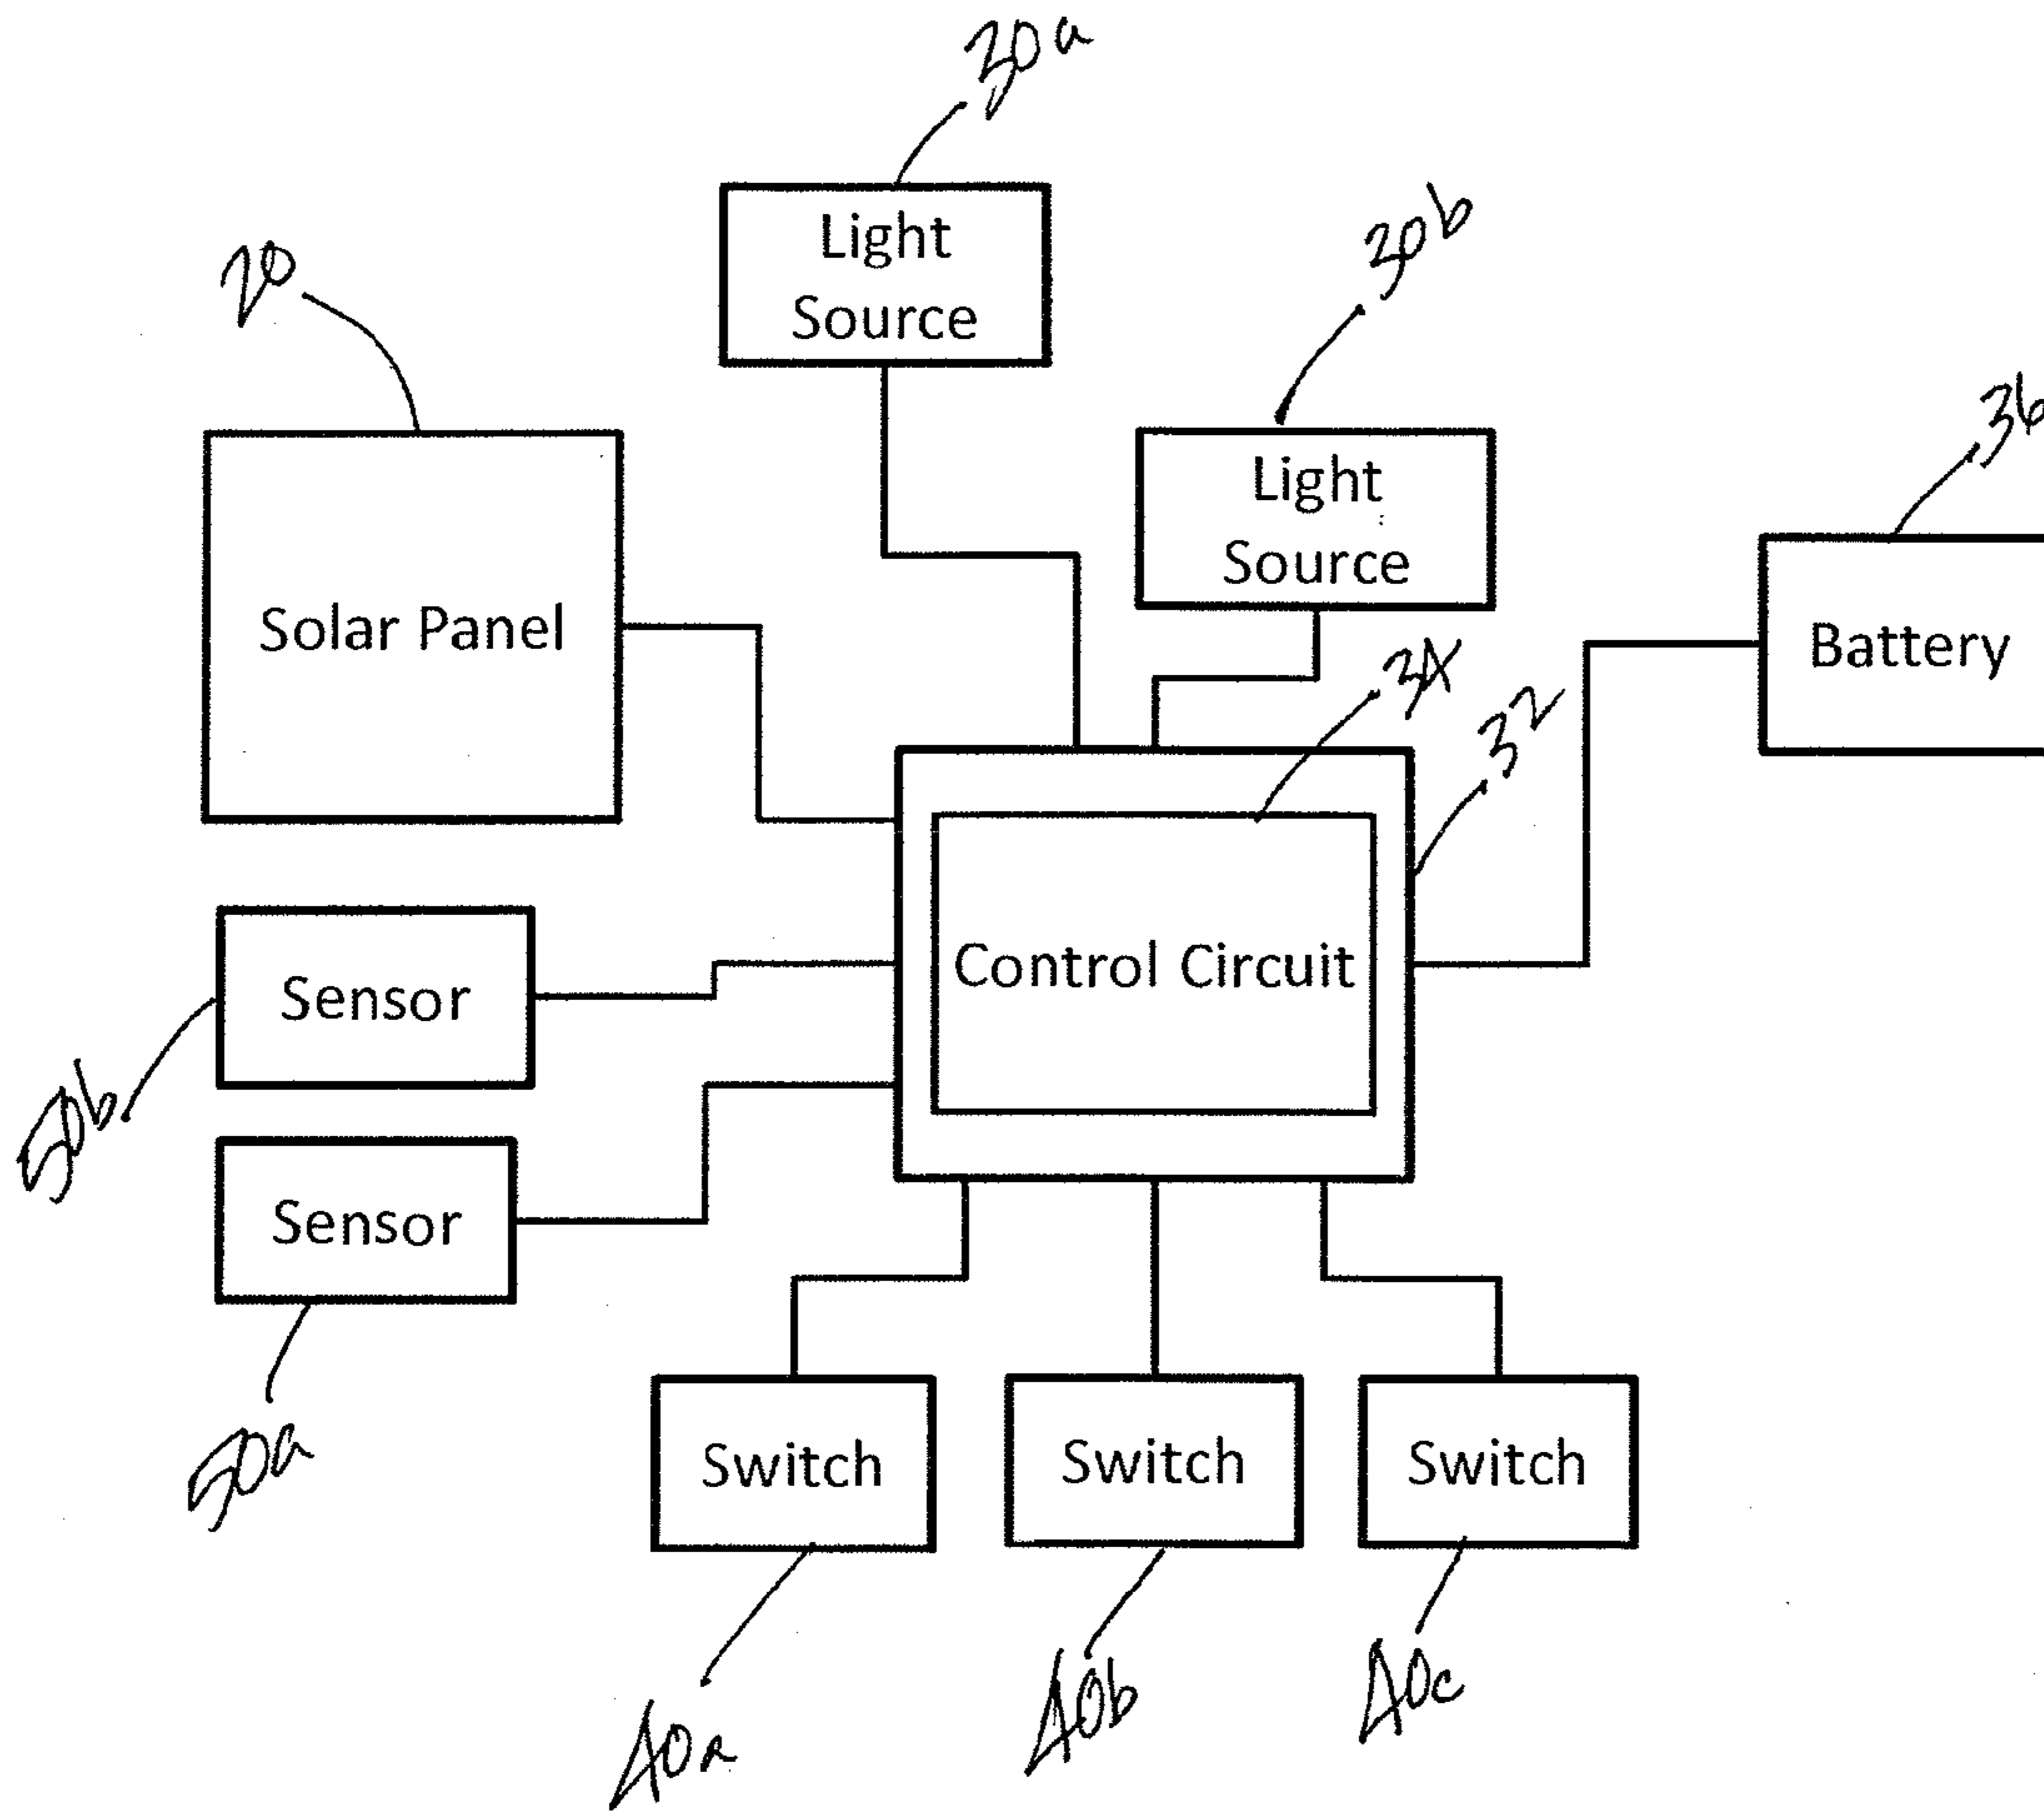 30a
Light
Source
30b
20
Light
Source
36
Solar Panel
Battery
34
32
Control Circuit
Sensor
50b
Sensor
50a
Switch
Switch
Switch
40a
40b
40c